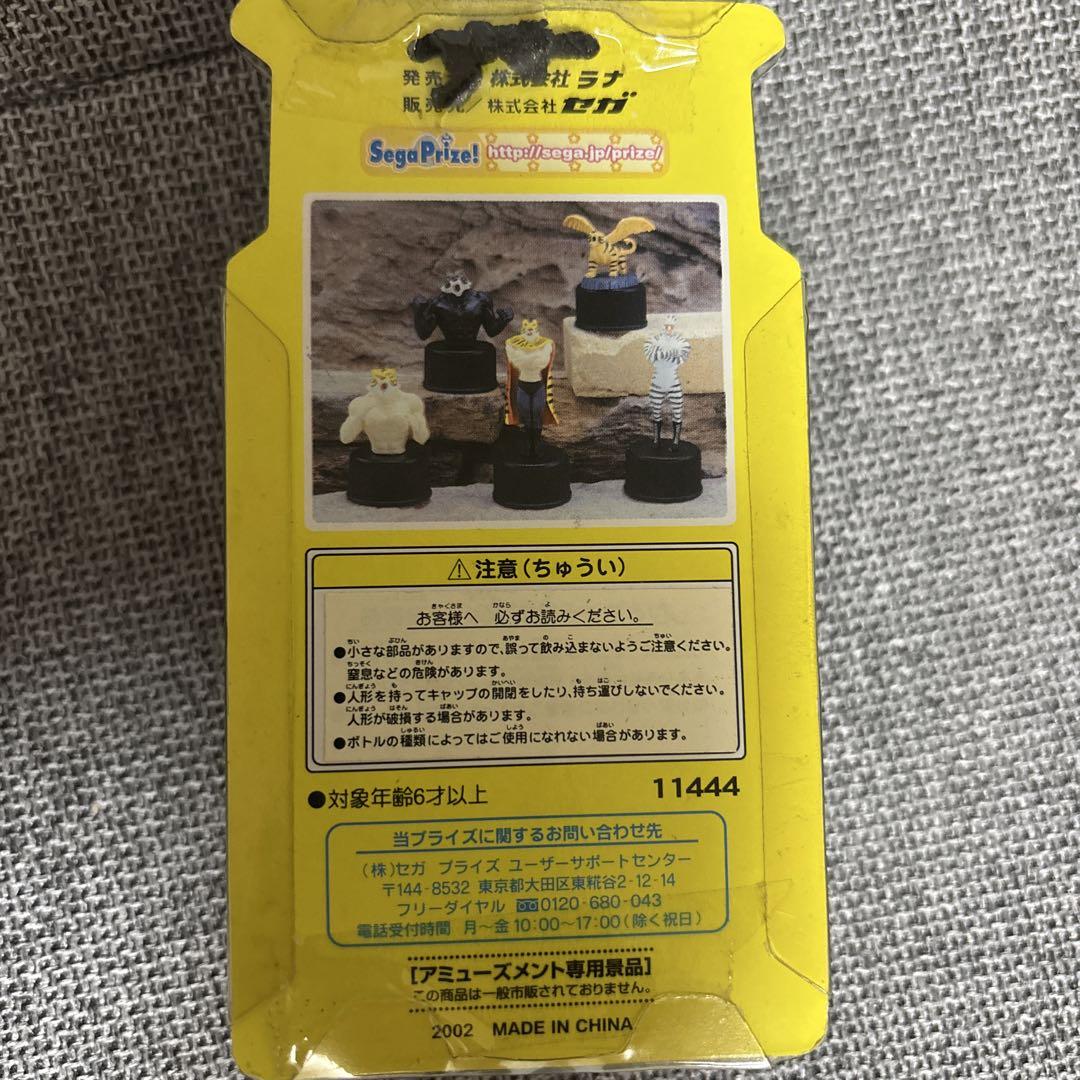 発売 株式会社 ラナ
販売元/株式会社 セガ
SegaPrize! http://sega.jp/prize/
⚠注意(ちゅうい)
お客様へ 必ずお読みください。
●小さな部品がありますので、誤って飲み込まないようご注意ください。
窒息などの危険があります。
●人形を持ってキャップの開閉をしたり、持ち運びしないでください。
人形が破損する場合があります。
●ボトルの種類によってはご使用になれない場合があります。
●対象年齢6才以上 11444
当プライズに関するお問い合わせ先
(株)セガ プライズ ユーザーサポートセンター
〒144-8532 東京都大田区東糀谷2-12-14
フリーダイヤル 0120-680-043
電話受付時間 月〜金 10:00〜17:00(除く祝日)
[アミューズメント専用景品]
この商品は一般市販されておりません。
2002 MADE IN CHINA